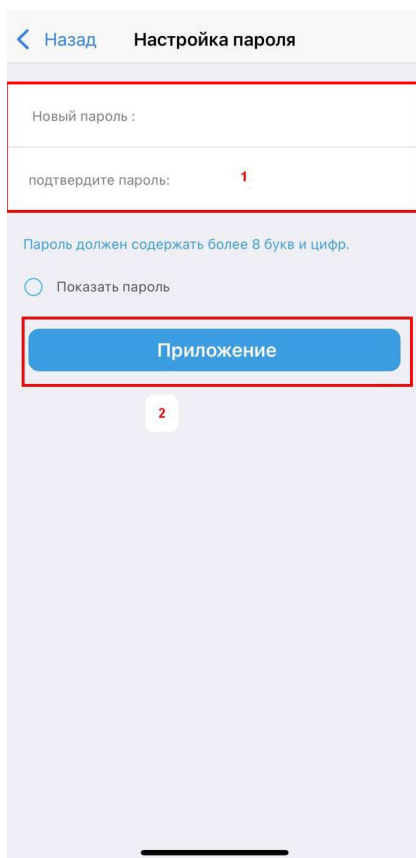 Назад Настройка пароля
Новый пароль :
подтвердите пароль:
1
Пароль должен содержать более 8 букв и цифр.
Показать пароль
Приложение
2